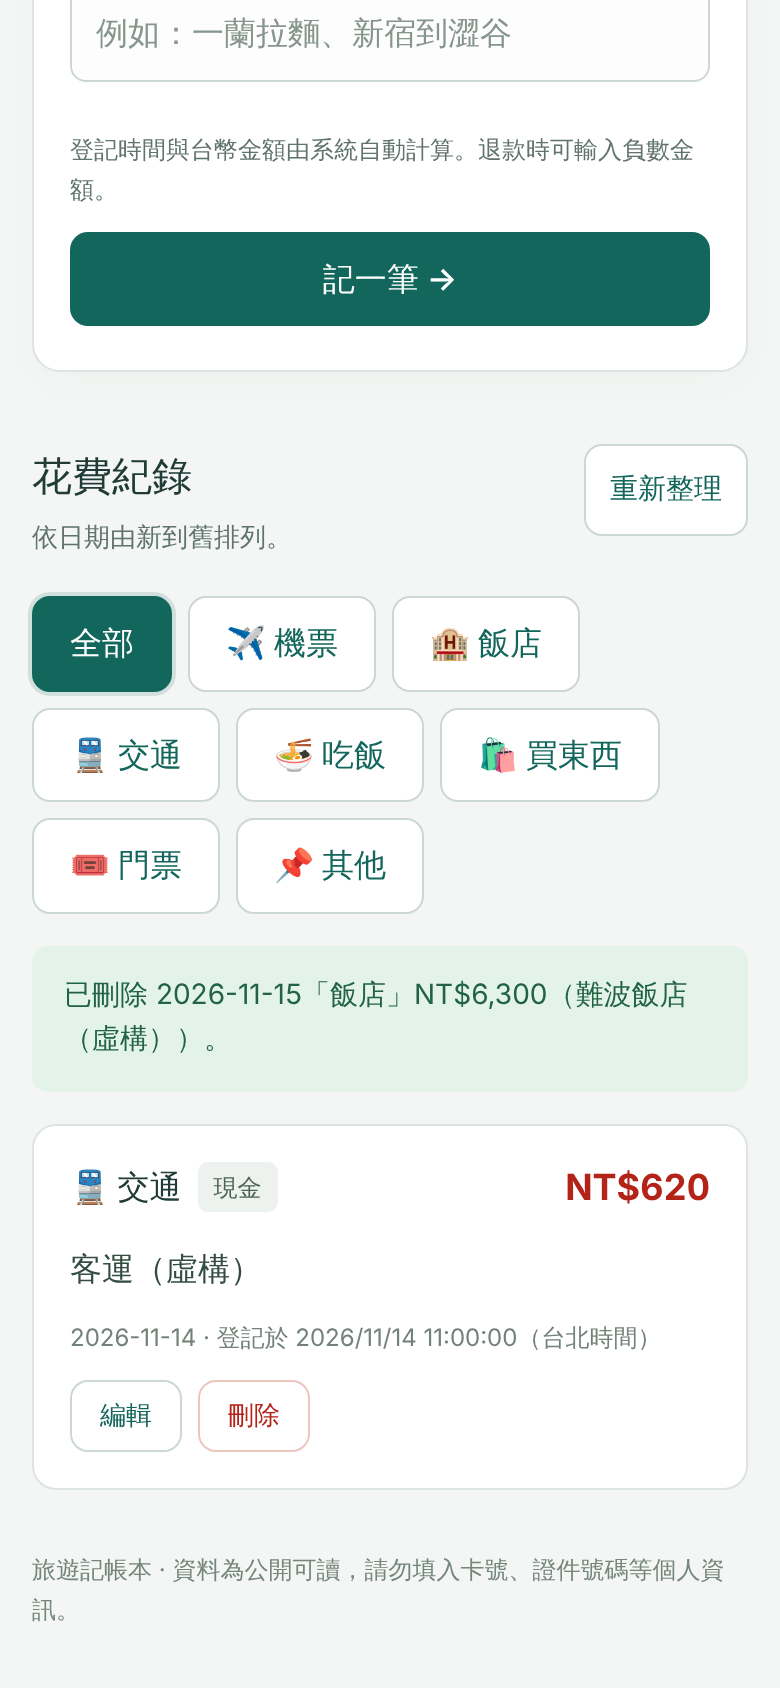 例如：一蘭拉麵、新宿到澀谷
登記時間與台幣金額由系統自動計算。退款時可輸入負數金
額。
記一筆 →
花費紀錄
重新整理
依日期由新到舊排列。
全部
✈️ 機票
🏨 飯店
🚆 交通
🍜 吃飯
🛍️ 買東西
🎟️ 門票
📌 其他
已刪除 2026-11-15「飯店」NT$6,300（難波飯店
（虛構））。
🚆 交通 現金 NT$620
客運（虛構）
2026-11-14 · 登記於 2026/11/14 11:00:00（台北時間）
編輯 刪除
旅遊記帳本 · 資料為公開可讀，請勿填入卡號、證件號碼等個人資
訊。